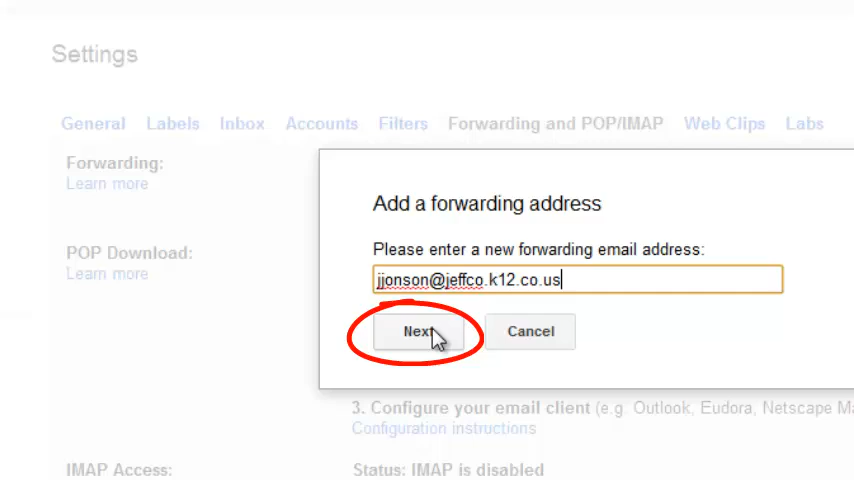 Settings
General Labels Inbox Accounts Filters Forwarding and POP/IMAP Web Clips Labs
Forwarding:
Learn more
Add a forwarding address
Please enter a new forwarding email address:
POP Download:
Learn more
jjonson@jeffco.k12.co.us
Next Cancel
3. Configure your email client (e.g. Outlook, Eudora, Netscape Ma
Configuration instructions
IMAP Access: Status: IMAP is disabled